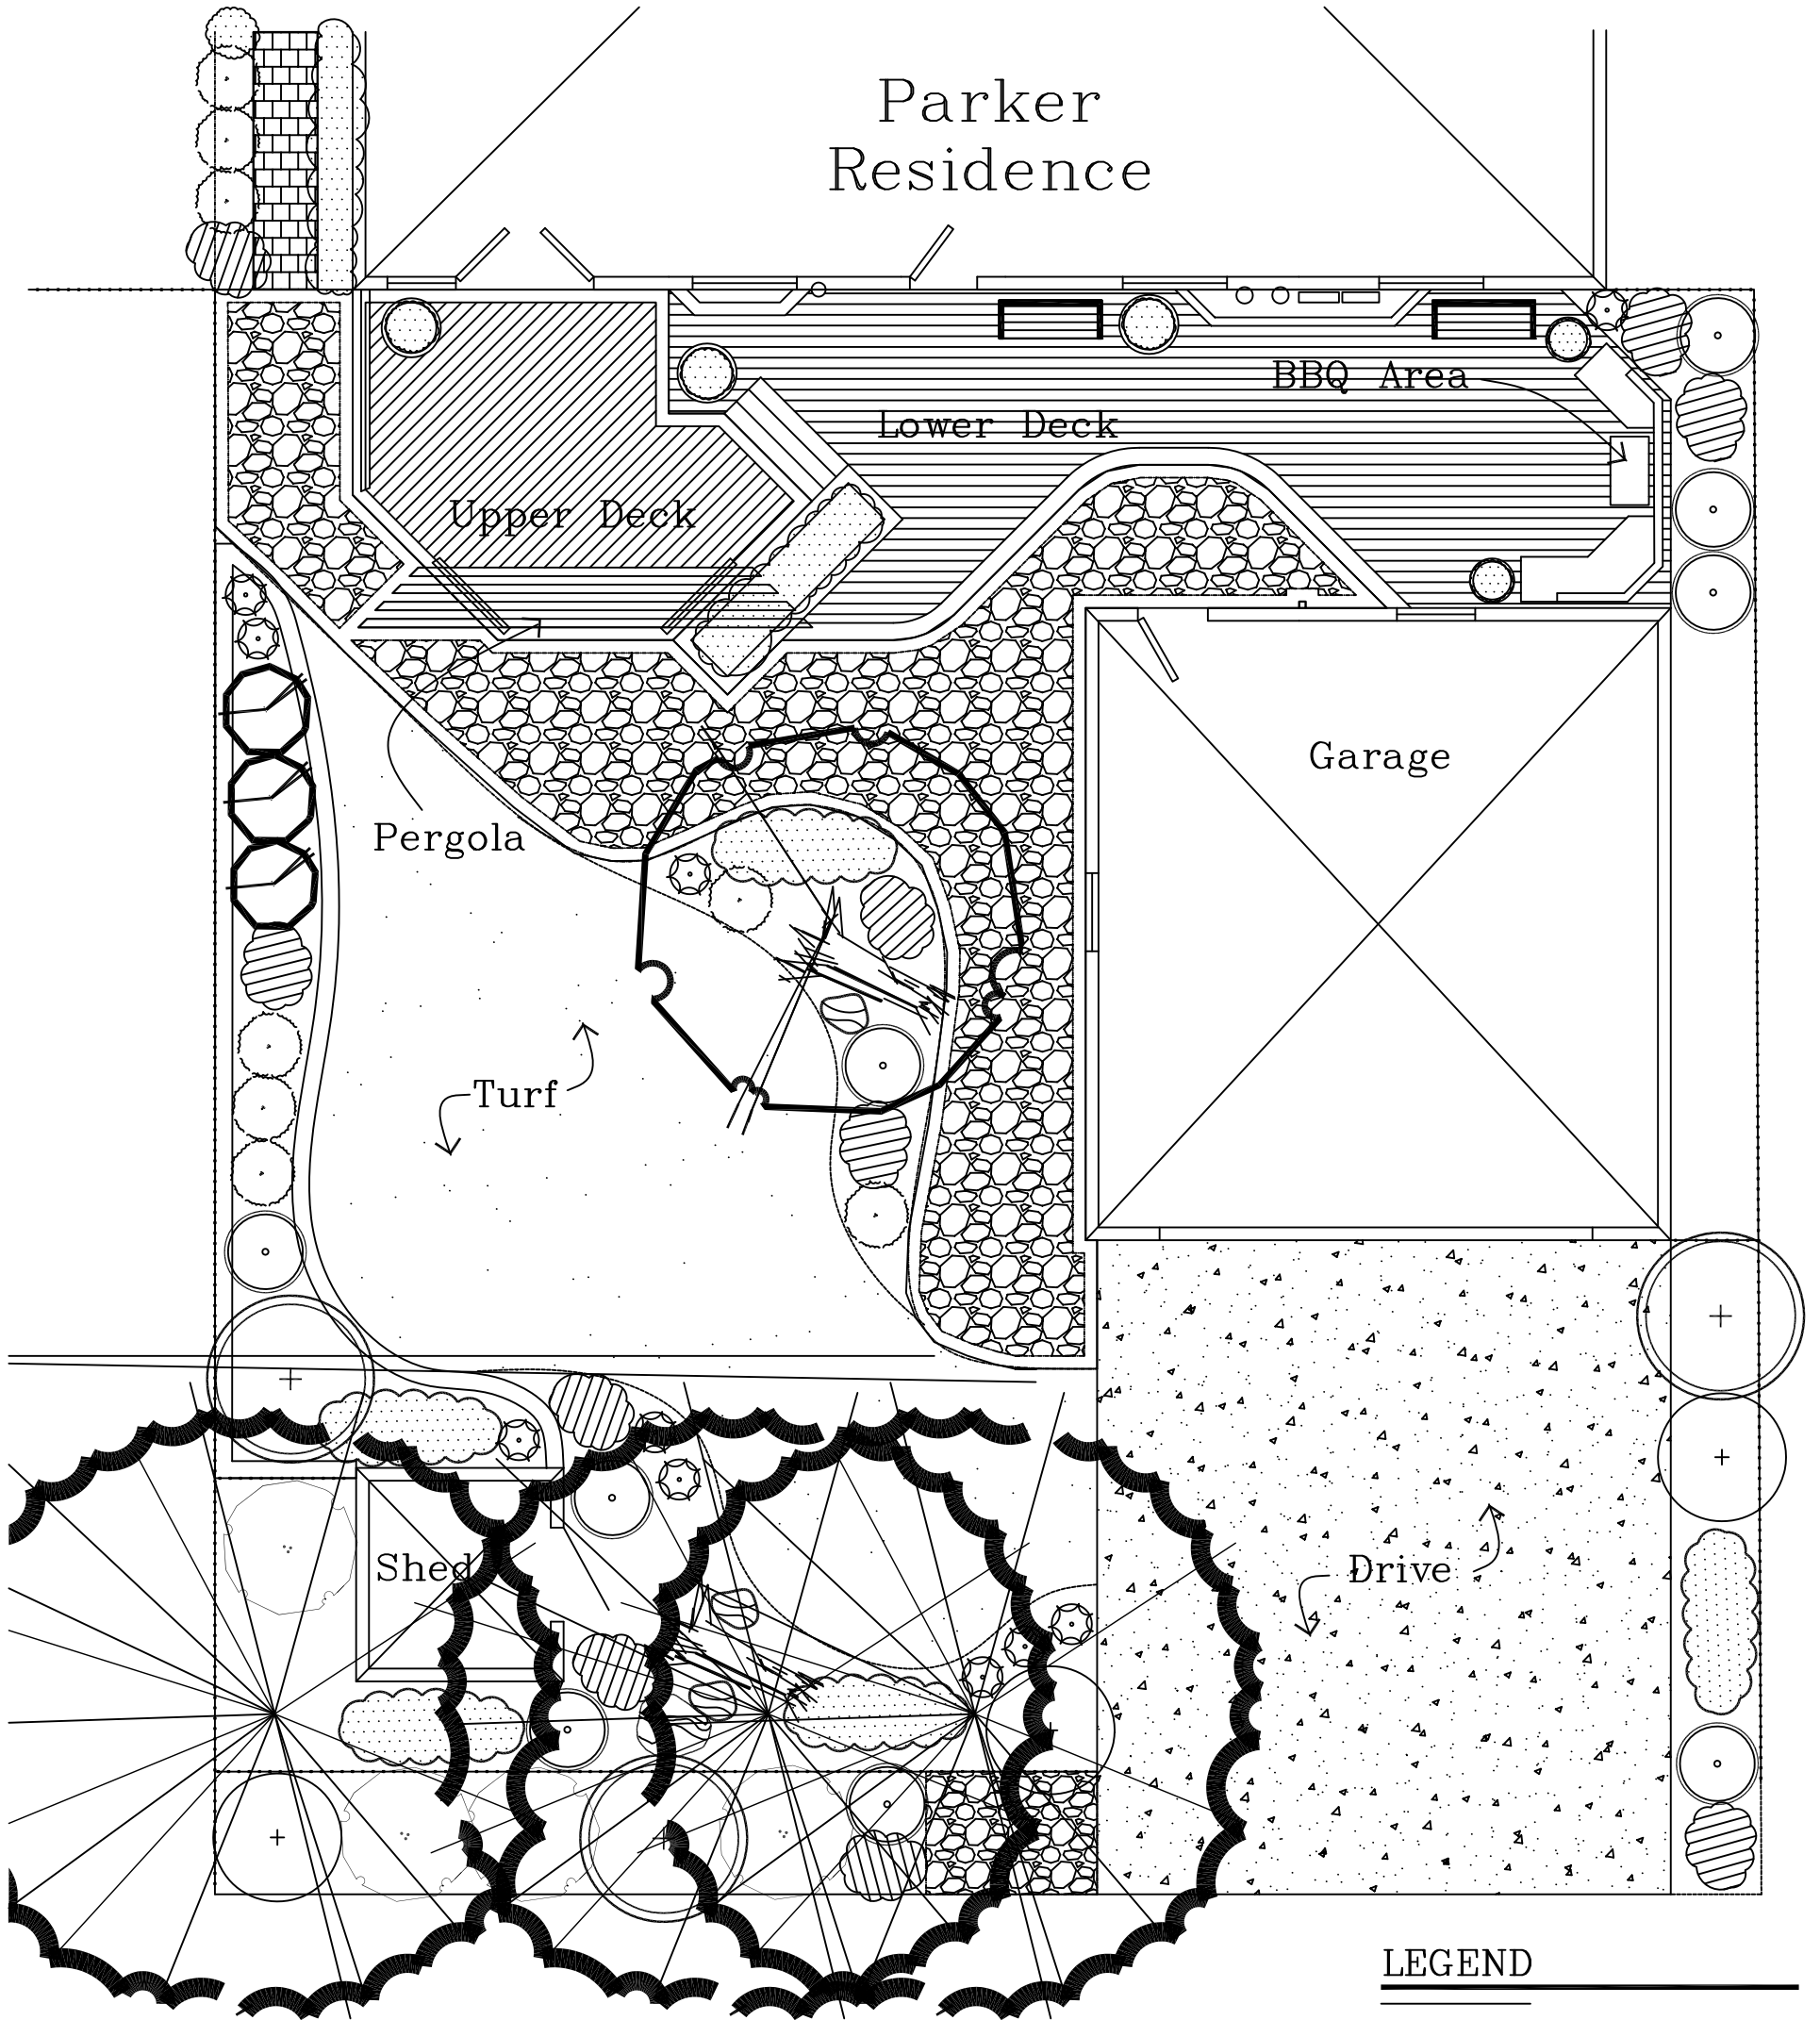 Parker
Residence
BBQ Area
Lower Deck
Upper Deck
Garage
Pergola
Turf
Shed
Drive
LEGEND